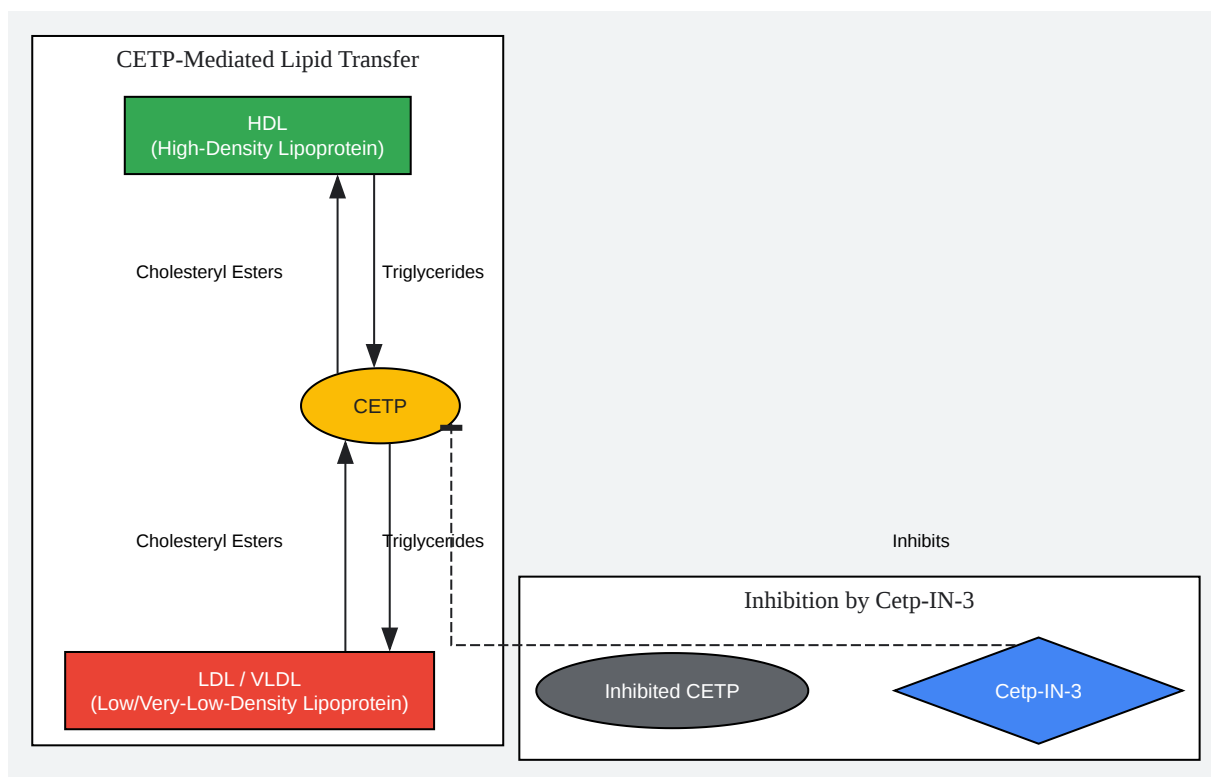 CETP-Mediated Lipid Transfer
HDL
(High-Density Lipoprotein)
Cholesteryl Esters
Triglycerides
CETP
Cholesteryl Esters
Triglycerides
Inhibits
LDL / VLDL
(Low/Very-Low-Density Lipoprotein)
Inhibition by Cetp-IN-3
Inhibited CETP
Cetp-IN-3